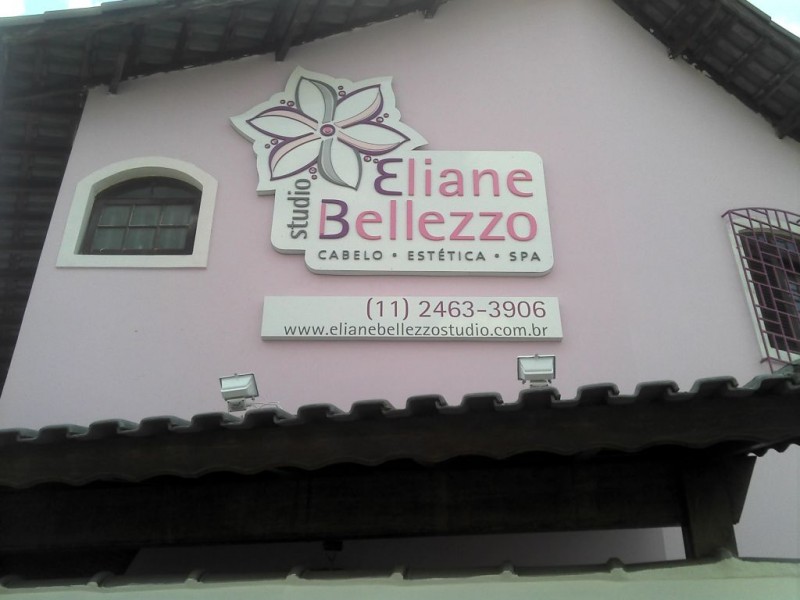 studio
Eliane
Bellezzo
CABELO • ESTÉTICA • SPA
(11) 2463-3906
www.elianebellezzostudio.com.br